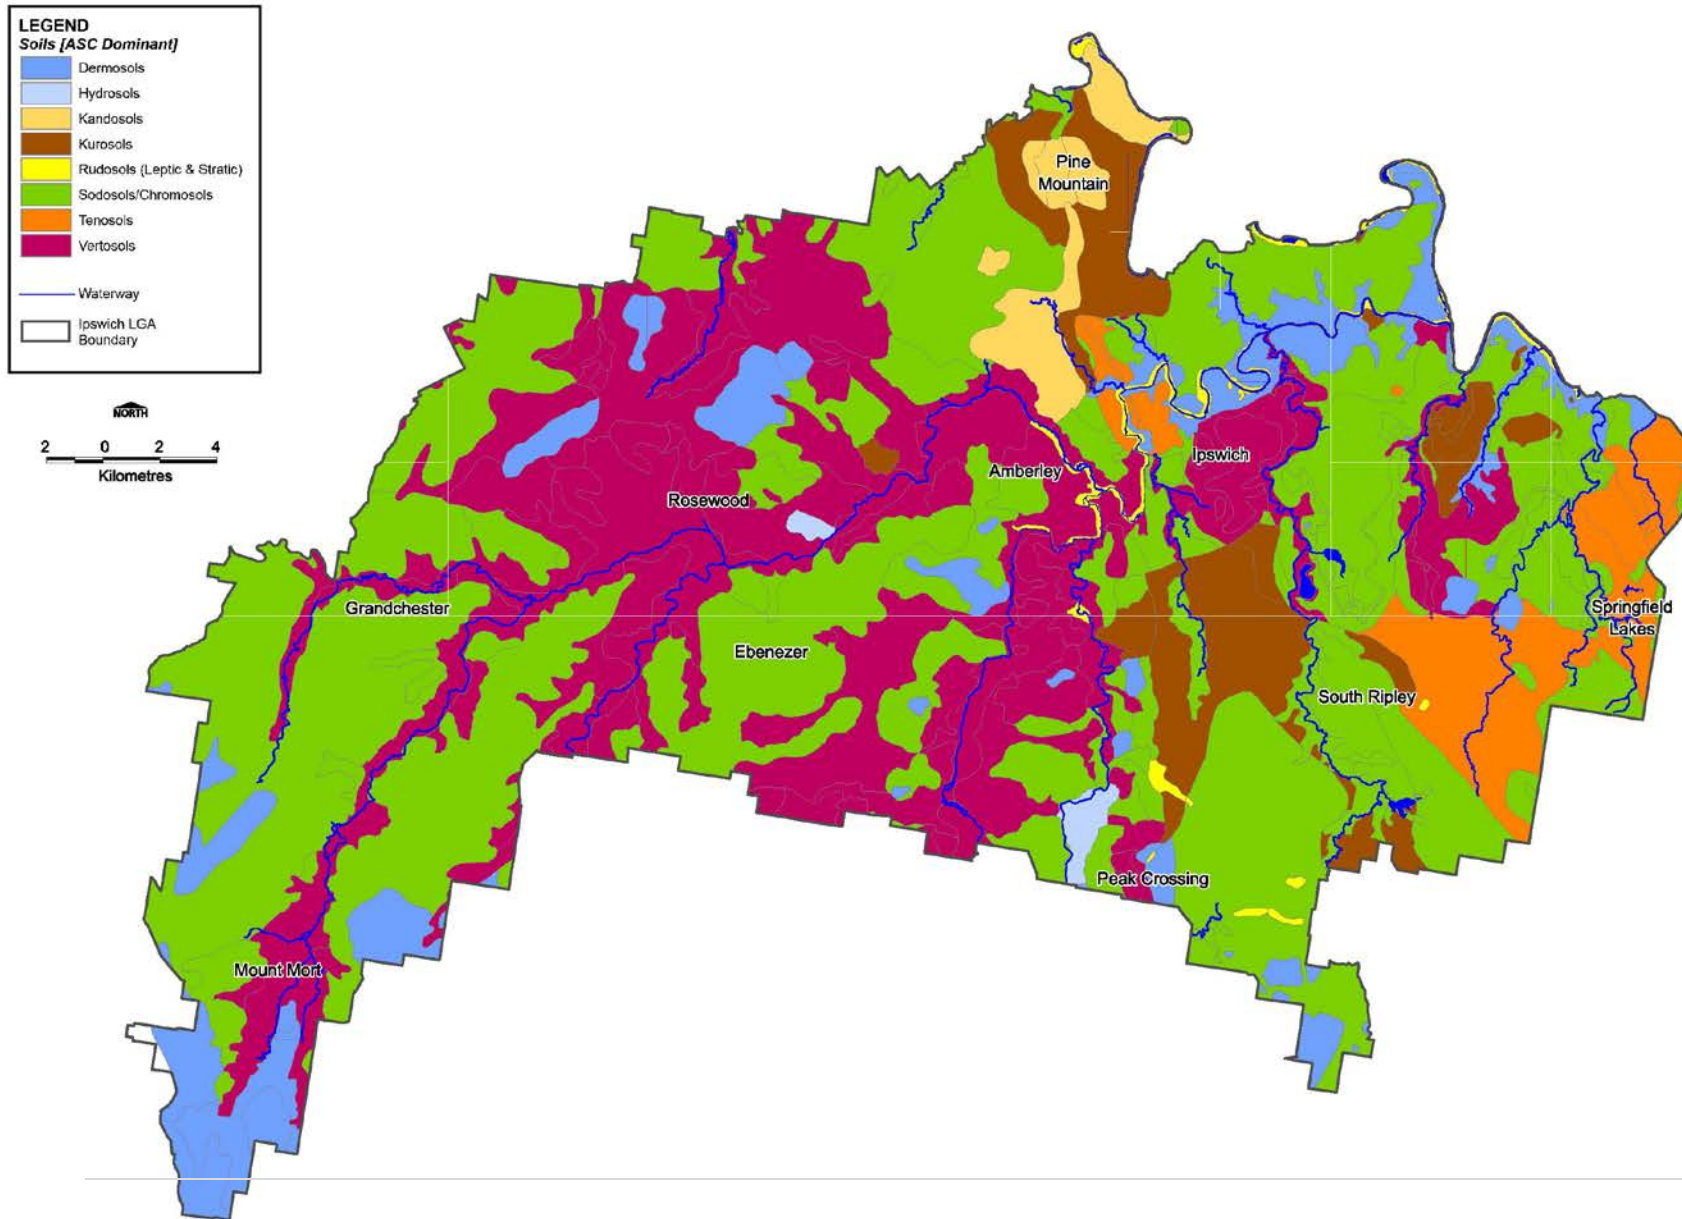 LEGEND
Soils [ASC Dominant]
Dermosols
Hydrosols
Kandosols
Kurosols
Rudosols (Leptic & Stratic)
Sodosols/Chromosols
Tenosols
Vertosols
Waterway
Ipswich LGA
Boundary
NORTH
2 0 2 4
Kilometres
Pine
Mountain
Ipswich
Amberley
Rosewood
Grandchester
Ebenezer
Springfield
Lakes
South Ripley
Peak Crossing
Mount Mort